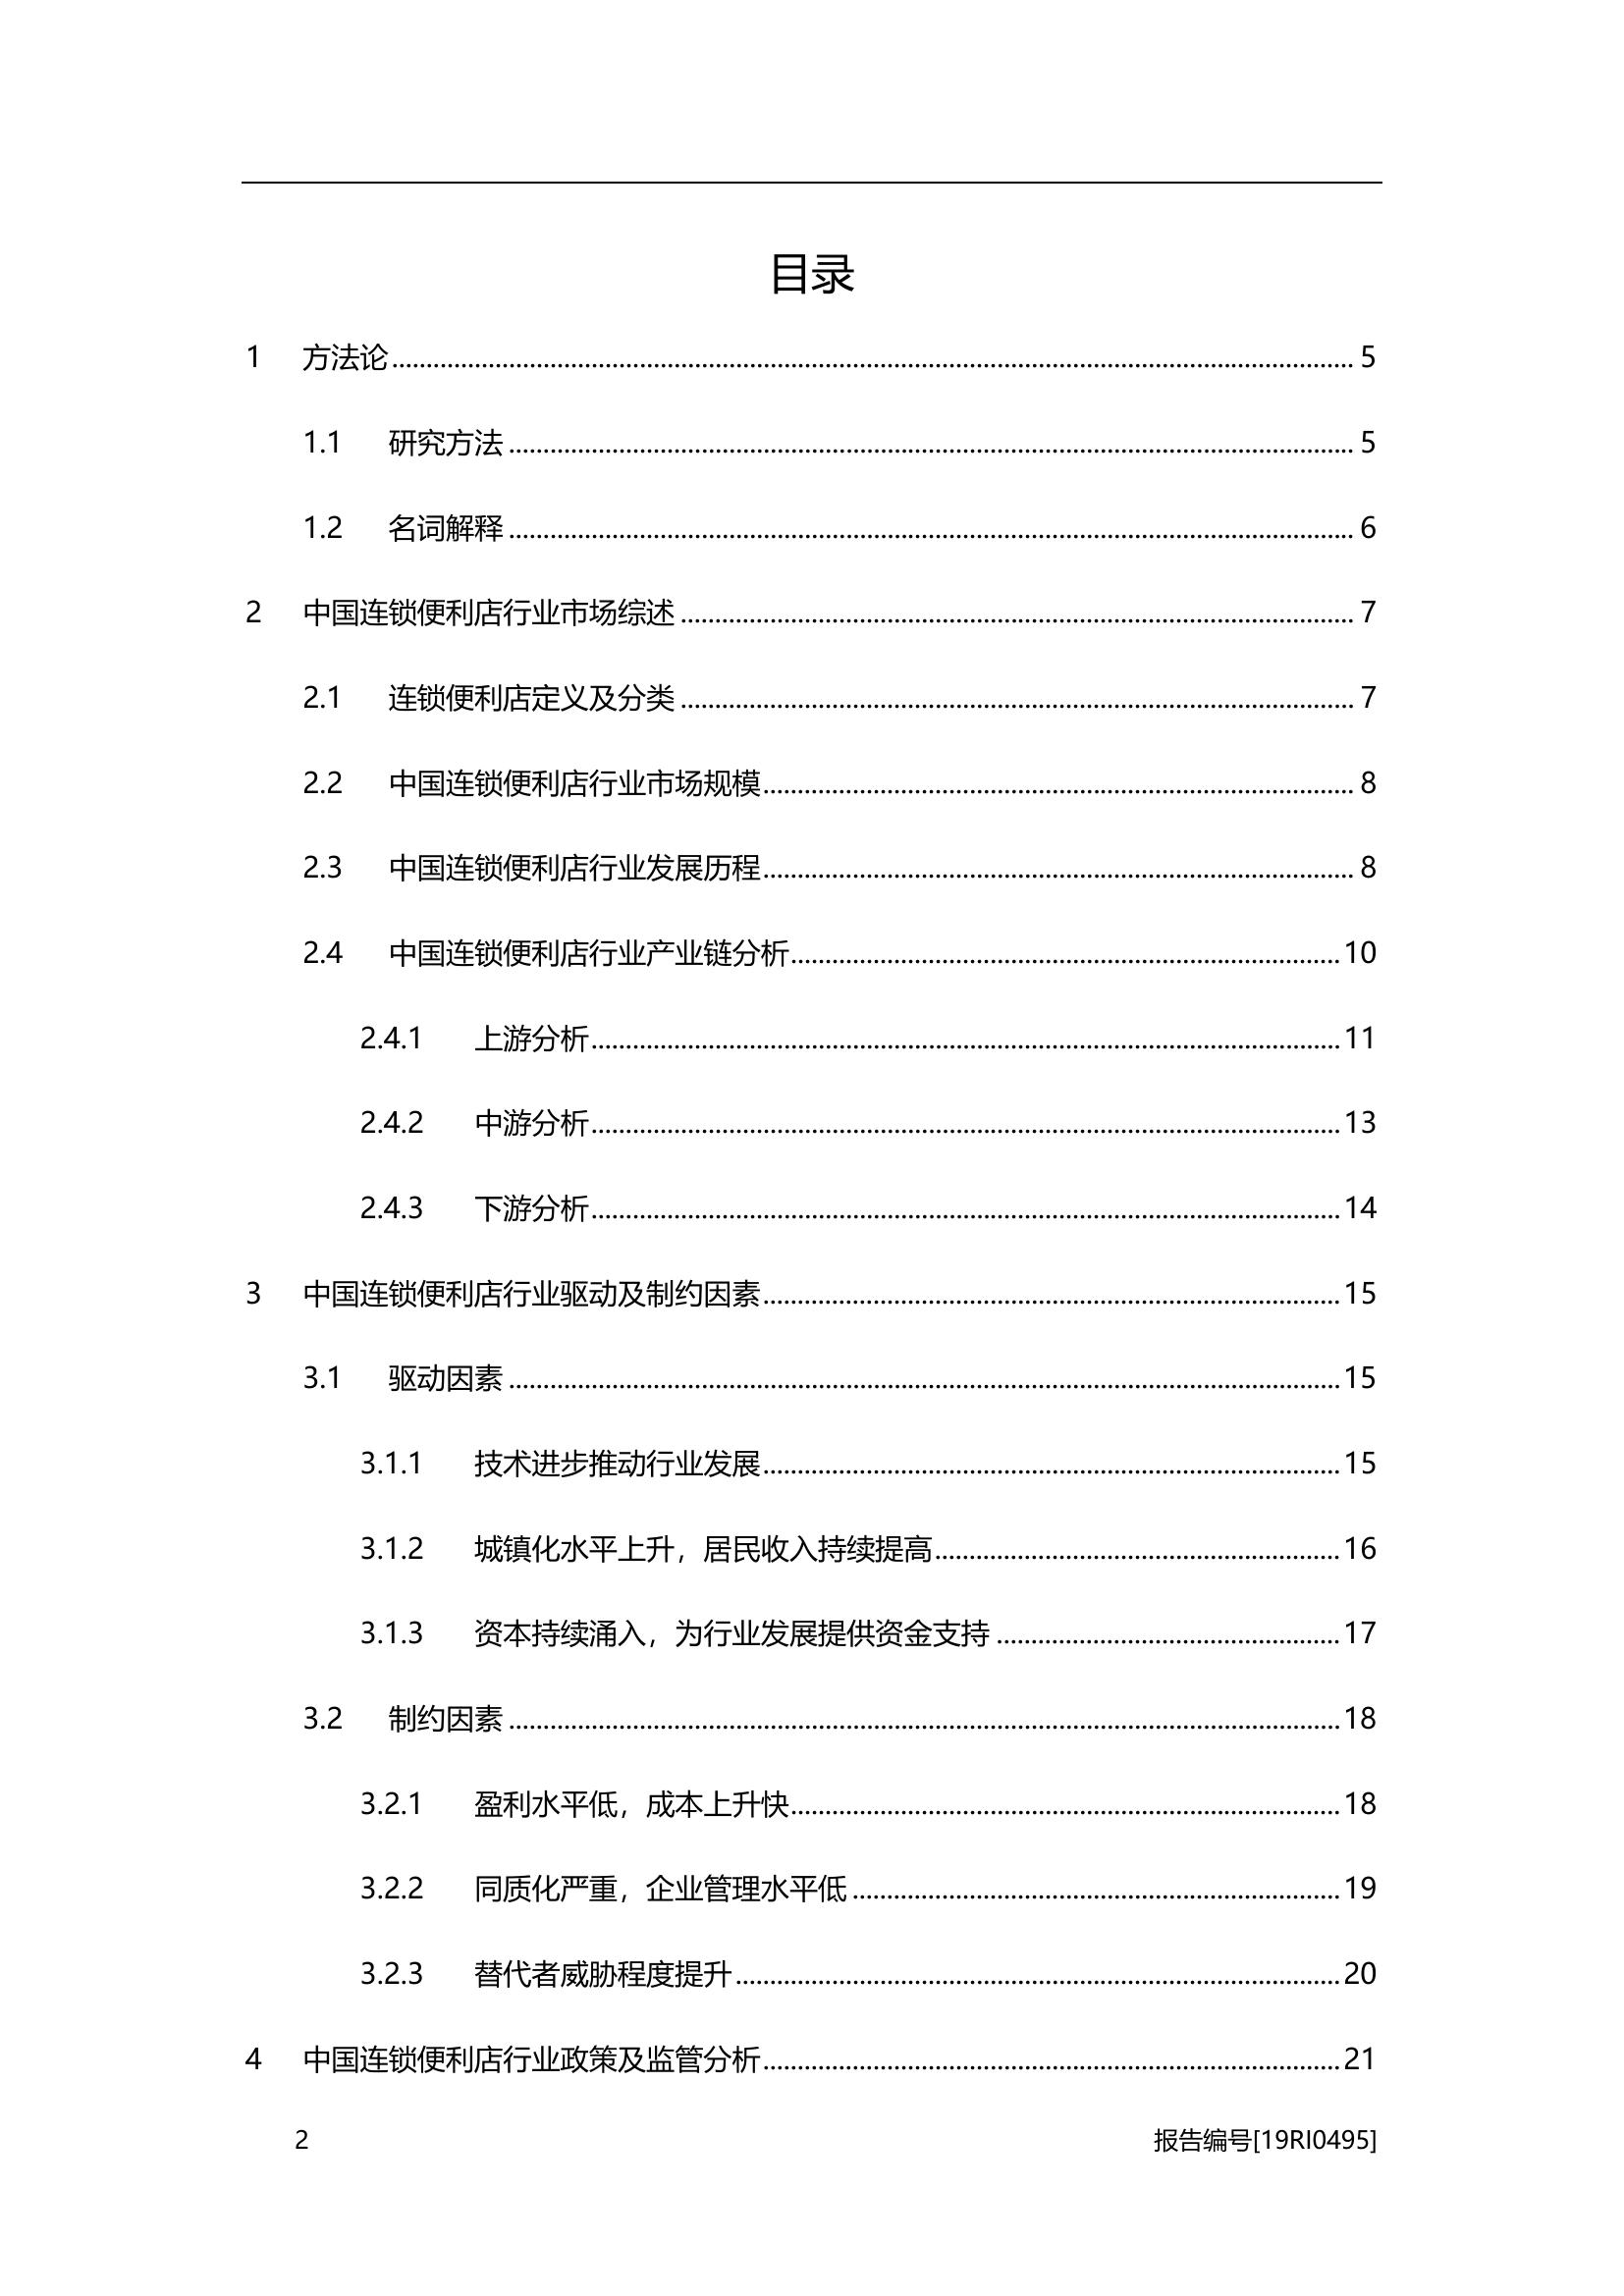 目录
1 方法论 5
1.1 研究方法 5
1.2 名词解释 6
2 中国连锁便利店行业市场综述 7
2.1 连锁便利店定义及分类 7
2.2 中国连锁便利店行业市场规模 8
2.3 中国连锁便利店行业发展历程 8
2.4 中国连锁便利店行业产业链分析 10
2.4.1 上游分析 11
2.4.2 中游分析 13
2.4.3 下游分析 14
3 中国连锁便利店行业驱动及制约因素 15
3.1 驱动因素 15
3.1.1 技术进步推动行业发展 15
3.1.2 城镇化水平上升，居民收入持续提高 16
3.1.3 资本持续涌入，为行业发展提供资金支持 17
3.2 制约因素 18
3.2.1 盈利水平低，成本上升快 18
3.2.2 同质化严重，企业管理水平低 19
3.2.3 替代者威胁程度提升 20
4 中国连锁便利店行业政策及监管分析 21
2 报告编号[19RI0495]